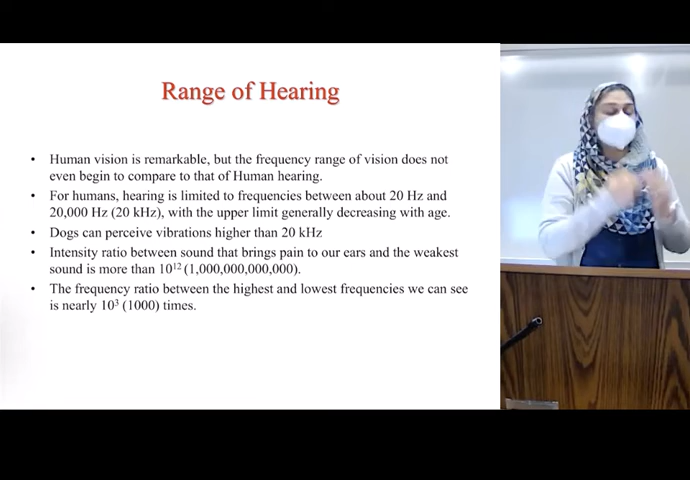 Range of Hearing
• Human vision is remarkable, but the frequency range of vision does not
even begin to compare to that of Human hearing.
• For humans, hearing is limited to frequencies between about 20 Hz and
20,000 Hz (20 kHz), with the upper limit generally decreasing with age.
• Dogs can perceive vibrations higher than 20 kHz
• Intensity ratio between sound that brings pain to our ears and the weakest
sound is more than 10¹² (1,000,000,000,000).
• The frequency ratio between the highest and lowest frequencies we can see
is nearly 10³ (1000) times.